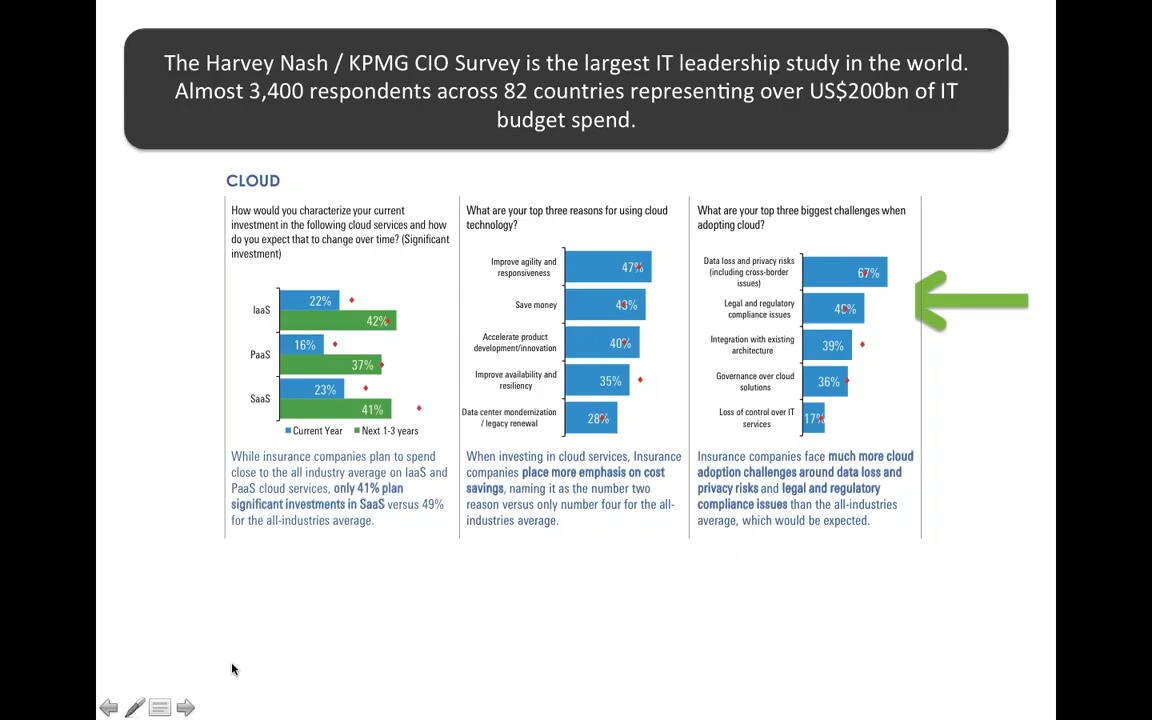 The Harvey Nash / KPMG CIO Survey is the largest IT leadership study in the world.
Almost 3,400 respondents across 82 countries representing over US$200bn of IT
budget spend.
CLOUD
How would you characterize your current
investment in the following cloud services and how
do you expect that to change over time? (Significant
investment)
IaaS
22%
42%
PaaS
16%
37%
SaaS
23%
41%
Current Year
Next 1-3 years
While insurance companies plan to spend
close to the all industry average on IaaS and
PaaS cloud services, only 41% plan
significant investments in SaaS versus 49%
for the all-industries average.
What are your top three reasons for using cloud
technology?
Improve agility and
responsiveness
47%
Save money
43%
Accelerate product
development/innovation
40%
Improve availability and
resiliency
35%
Data center mondernization
/ legacy renewal
28%
When investing in cloud services, Insurance
companies place more emphasis on cost
savings, naming it as the number two
reason versus only number four for the all-
industries average.
What are your top three biggest challenges when
adopting cloud?
Data loss and privacy risks
(including cross-border
issues)
67%
Legal and regulatory
compliance issues
Integration with existing
architecture
39%
Governance over cloud
solutions
36%
Loss of control over IT
services
17%
Insurance companies face much more cloud
adoption challenges around data loss and
privacy risks and legal and regulatory
compliance issues than the all-industries
average, which would be expected.